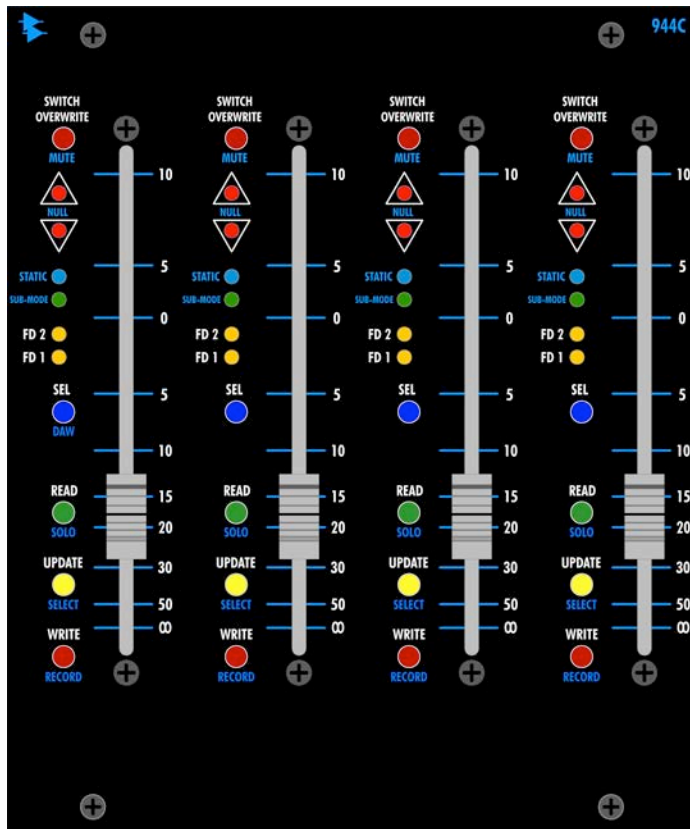 944C
SWITCH
OVERWRITE
MUTE
NULL
STATIC
SUB-MODE
FD 2
FD 1
SEL
DAW
READ
SOLO
UPDATE
SELECT
WRITE
RECORD
10
5
0
5
10
15
20
30
50
∞
SWITCH
OVERWRITE
MUTE
NULL
STATIC
SUB-MODE
FD 2
FD 1
SEL
READ
SOLO
UPDATE
SELECT
WRITE
RECORD
10
5
0
5
10
15
20
30
50
∞
SWITCH
OVERWRITE
MUTE
NULL
STATIC
SUB-MODE
FD 2
FD 1
SEL
READ
SOLO
UPDATE
SELECT
WRITE
RECORD
10
5
0
5
10
15
20
30
50
∞
SWITCH
OVERWRITE
MUTE
NULL
STATIC
SUB-MODE
FD 2
FD 1
SEL
READ
SOLO
UPDATE
SELECT
WRITE
RECORD
10
5
0
5
10
15
20
30
50
∞